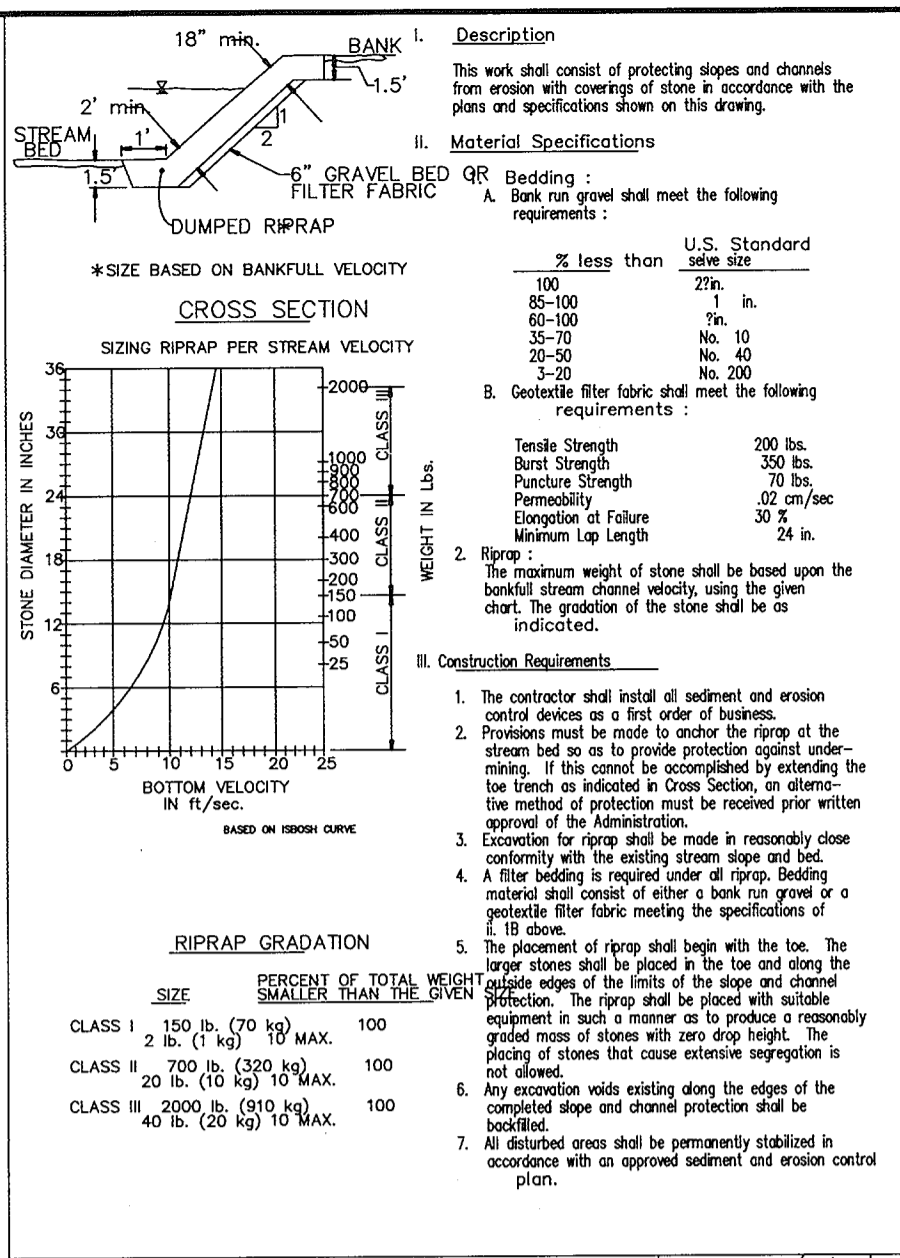 18" min.
BANK
1.5'
2' min.
STREAM
BED
1'
1.5'
1
2
6" GRAVEL BED OR
FILTER FABRIC
DUMPED RIPRAP
*
*SIZE BASED ON BANKFULL VELOCITY
CROSS SECTION
SIZING RIPRAP PER STREAM VELOCITY
STONE DIAMETER IN INCHES
36
30
24
18
12
6
0
5
10
15
20
25
2000
1000
900
800
700
600
400
300
200
150
100
50
25
CLASS III
CLASS II
CLASS I
WEIGHT IN Lbs.
BOTTOM VELOCITY
IN ft/sec.
BASED ON ISBOSH CURVE
RIPRAP GRADATION
SIZE
PERCENT OF TOTAL WEIGHT
SMALLER THAN THE GIVEN SIZE
CLASS I 150 lb. (70 kg) 100
2 lb. (1 kg) 10 MAX.
CLASS II 700 lb. (320 kg) 100
20 lb. (10 kg) 10 MAX.
CLASS III 2000 lb. (910 kg) 100
40 lb. (20 kg) 10 MAX.
I. Description
This work shall consist of protecting slopes and channels
from erosion with coverings of stone in accordance with the
plans and specifications shown on this drawing.
II. Material Specifications
1. Bedding :
A. Bank run gravel shall meet the following
requirements :
U.S. Standard
% less than selve size
100 2?in.
85-100 1 in.
60-100 ?in.
35-70 No. 10
20-50 No. 40
3-20 No. 200
B. Geotextile filter fabric shall meet the following
requirements :
Tensile Strength 200 lbs.
Burst Strength 350 lbs.
Puncture Strength 70 lbs.
Permeability .02 cm/sec
Elongation at Failure 30 %
Minimum Lap Length 24 in.
2. Riprap :
The maximum weight of stone shall be based upon the
bankfull stream channel velocity, using the given
chart. The gradation of the stone shall be as
indicated.
III. Construction Requirements
1. The contractor shall install all sediment and erosion
control devices as a first order of business.
2. Provisions must be made to anchor the riprap at the
stream bed so as to provide protection against under-
mining. If this cannot be accomplished by extending the
toe trench as indicated in Cross Section, an alterna-
tive method of protection must be received prior written
approval of the Administration.
3. Excavation for riprap shall be made in reasonably close
conformity with the existing stream slope and bed.
4. A filter bedding is required under all riprap. Bedding
material shall consist of either a bank run gravel or a
geotextile filter fabric meeting the specifications of
ii. 1B above.
5. The placement of riprap shall begin with the toe. The
larger stones shall be placed in the toe and along the
outside edges of the limits of the slope and channel
protection. The riprap shall be placed with suitable
equipment in such a manner as to produce a reasonably
graded mass of stones with zero drop height. The
placing of stones that cause extensive segregation is
not allowed.
6. Any excavation voids existing along the edges of the
completed slope and channel protection shall be
backfilled.
7. All disturbed areas shall be permanently stabilized in
accordance with an approved sediment and erosion control
plan.